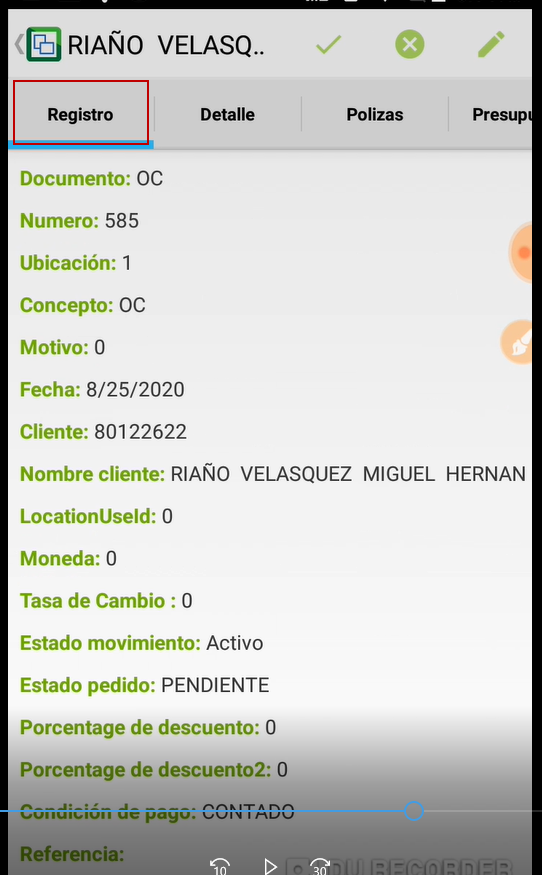 RIAÑO VELASQ..
Registro
Detalle
Polizas
Presupu
Documento: OC
Numero: 585
Ubicación: 1
Concepto: OC
Motivo: 0
Fecha: 8/25/2020
Cliente: 80122622
Nombre cliente: RIAÑO VELASQUEZ MIGUEL HERNAN
LocationUseId: 0
Moneda: 0
Tasa de Cambio : 0
Estado movimiento: Activo
Estado pedido: PENDIENTE
Porcentage de descuento: 0
Porcentage de descuento2: 0
Condición de pago: CONTADO
Referencia:
10
30
DU RECORDER